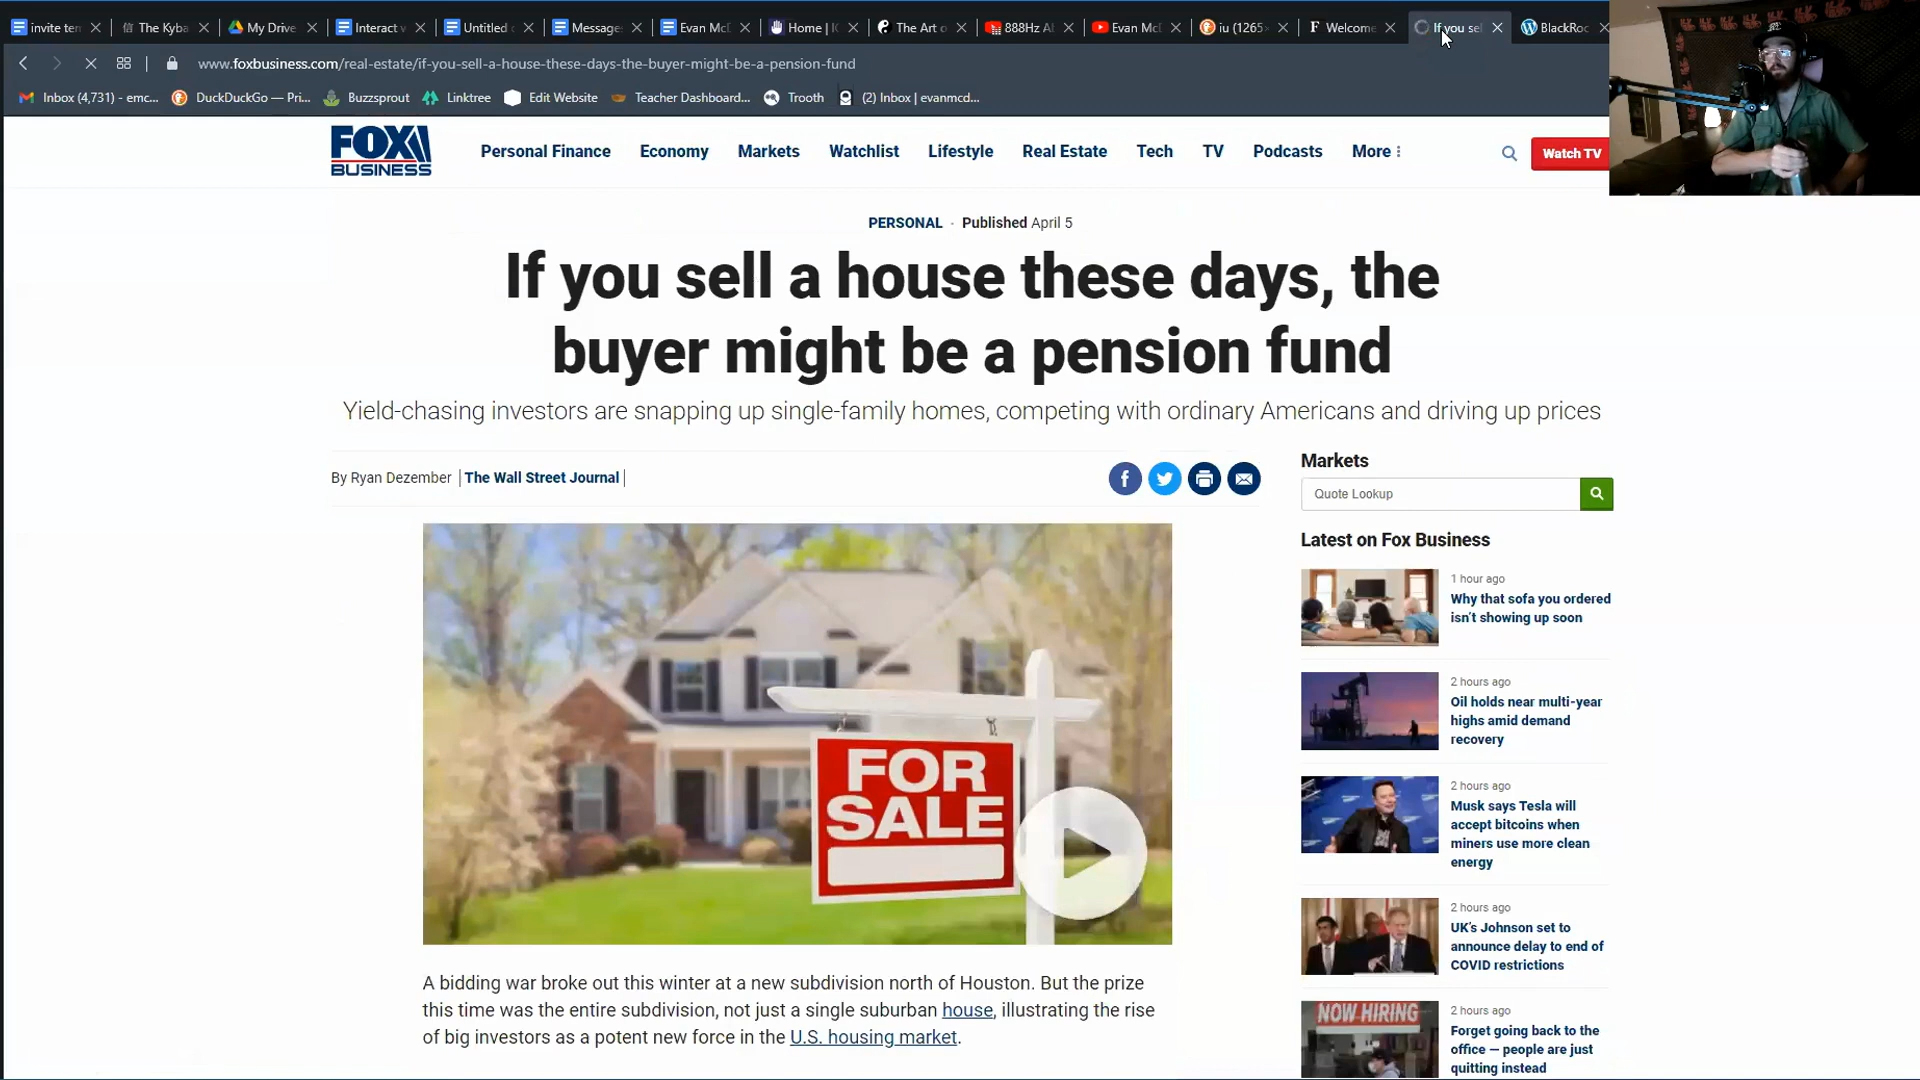 invite ten
The Kyba
My Drive
Interact v
Untitled
Message
Evan McD
Home | I
The Art o
888Hz A
Evan McD
iu (1265×
Welcome
If you sel
BlackRoc
www.foxbusiness.com/real-estate/if-you-sell-a-house-these-days-the-buyer-might-be-a-pension-fund
Inbox (4,731) - emc...
DuckDuckGo — Pri...
Buzzsprout
Linktree
Edit Website
Teacher Dashboard...
Trooth
(2) Inbox | evanmcd...
FOX BUSINESS
Personal Finance
Economy
Markets
Watchlist
Lifestyle
Real Estate
Tech
TV
Podcasts
More
Watch TV
PERSONAL · Published April 5
If you sell a house these days, the
buyer might be a pension fund
Yield-chasing investors are snapping up single-family homes, competing with ordinary Americans and driving up prices
By Ryan Dezember | The Wall Street Journal |
FOR
SALE
A bidding war broke out this winter at a new subdivision north of Houston. But the prize
this time was the entire subdivision, not just a single suburban house, illustrating the rise
of big investors as a potent new force in the U.S. housing market.
Markets
Quote Lookup
Latest on Fox Business
1 hour ago
Why that sofa you ordered
isn't showing up soon
2 hours ago
Oil holds near multi-year
highs amid demand
recovery
2 hours ago
Musk says Tesla will
accept bitcoins when
miners use more clean
energy
2 hours ago
UK's Johnson set to
announce delay to end of
COVID restrictions
NOW HIRING
2 hours ago
Forget going back to the
office — people are just
quitting instead